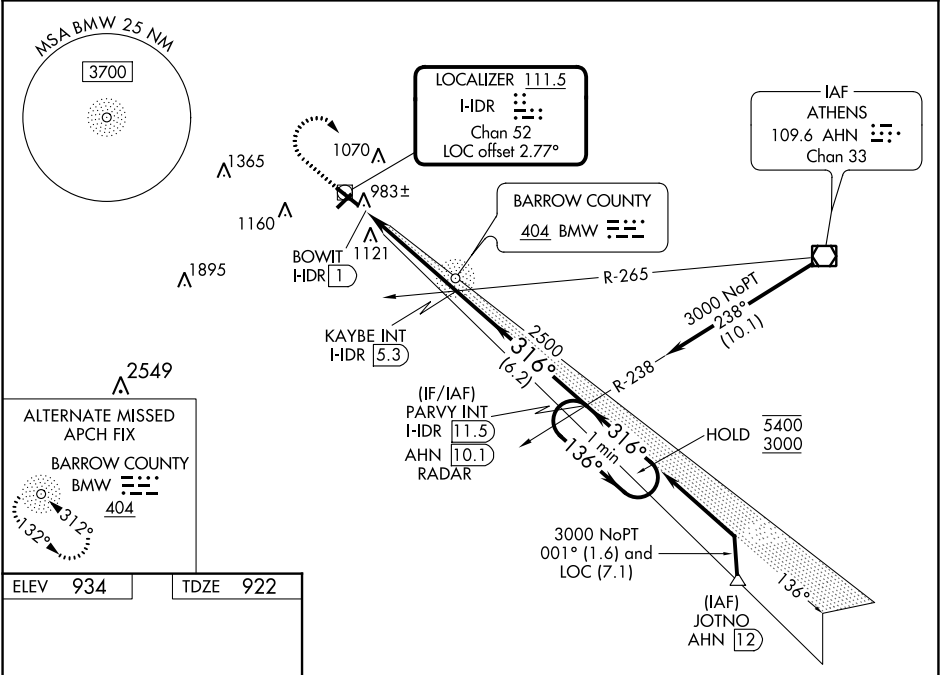 MSA BMW 25 NM
3700
LOCALIZER 111.5
I-IDR
Chan 52
LOC offset 2.77°
IAF
ATHENS
109.6 AHN
Chan 33
1070
1365
983±
1160
1121
1895
BARROW COUNTY
404 BMW
BOWIT
I-IDR 1
R-265
3000 NoPT
238°
(10.1)
KAYBE INT
I-IDR 5.3
2500
316°
(6.2)
R-238
2549
(IF/IAF)
PARVY INT
I-IDR 11.5
AHN 10.1
RADAR
316°
1 min
136°
HOLD
5400
3000
ALTERNATE MISSED
APCH FIX
BARROW COUNTY
BMW
404
312°
132°
3000 NoPT
001° (1.6) and
LOC (7.1)
136°
(IAF)
JOTNO
AHN 12
ELEV 934
TDZE 922